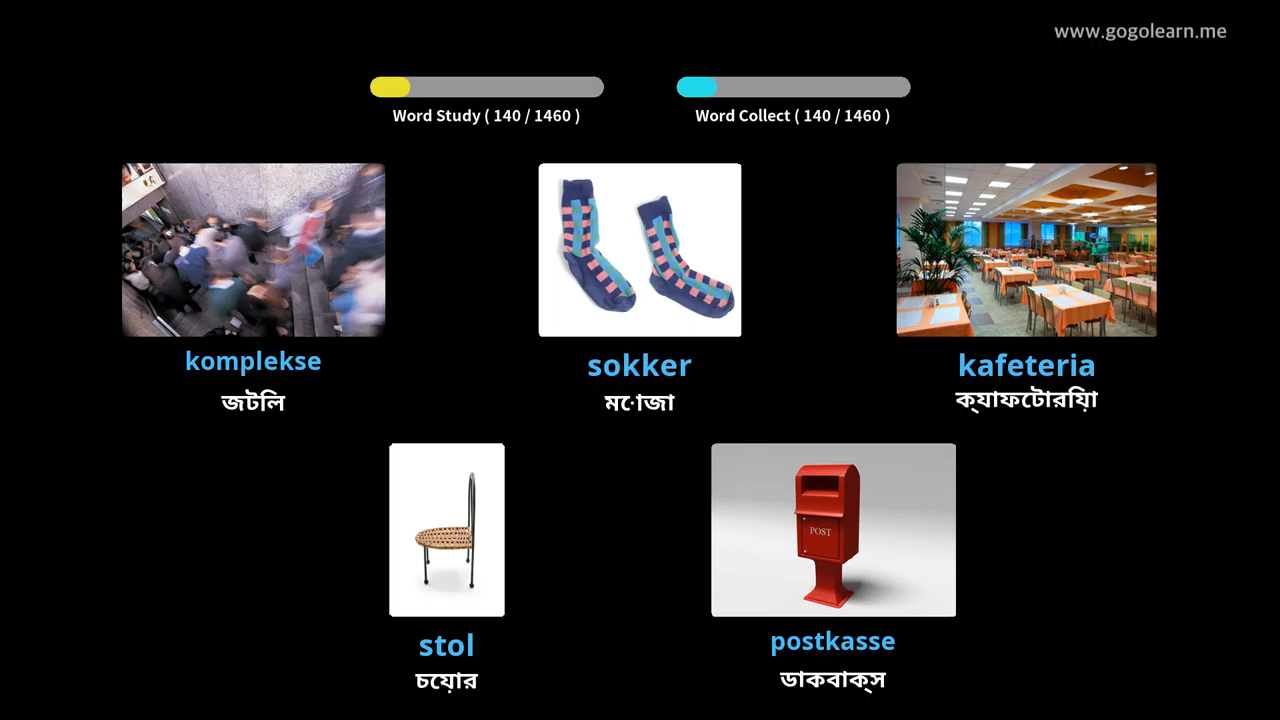 www.gogolearn.me
Word Study ( 140 / 1460 )
Word Collect ( 140 / 1460 )
komplekse
জটিল
sokker
মোজা
kafeteria
ক্যাফেটেরিয়া
POST
stol
চেয়ার
postkasse
ডাকবাক্স